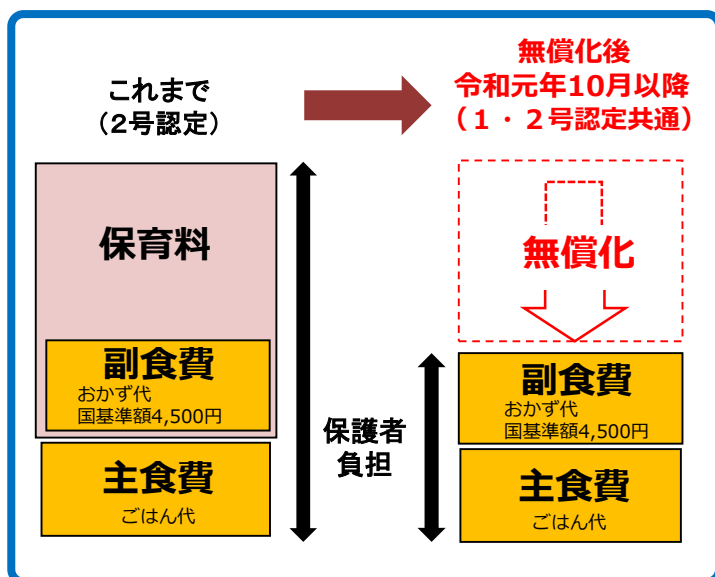 これまで
（２号認定）
無償化後
令和元年10月以降
（１・２号認定共通）
保育料
副食費
おかず代
国基準額4,500円
主食費
ごはん代
保護者
負担
無償化
副食費
おかず代
国基準額4,500円
主食費
ごはん代